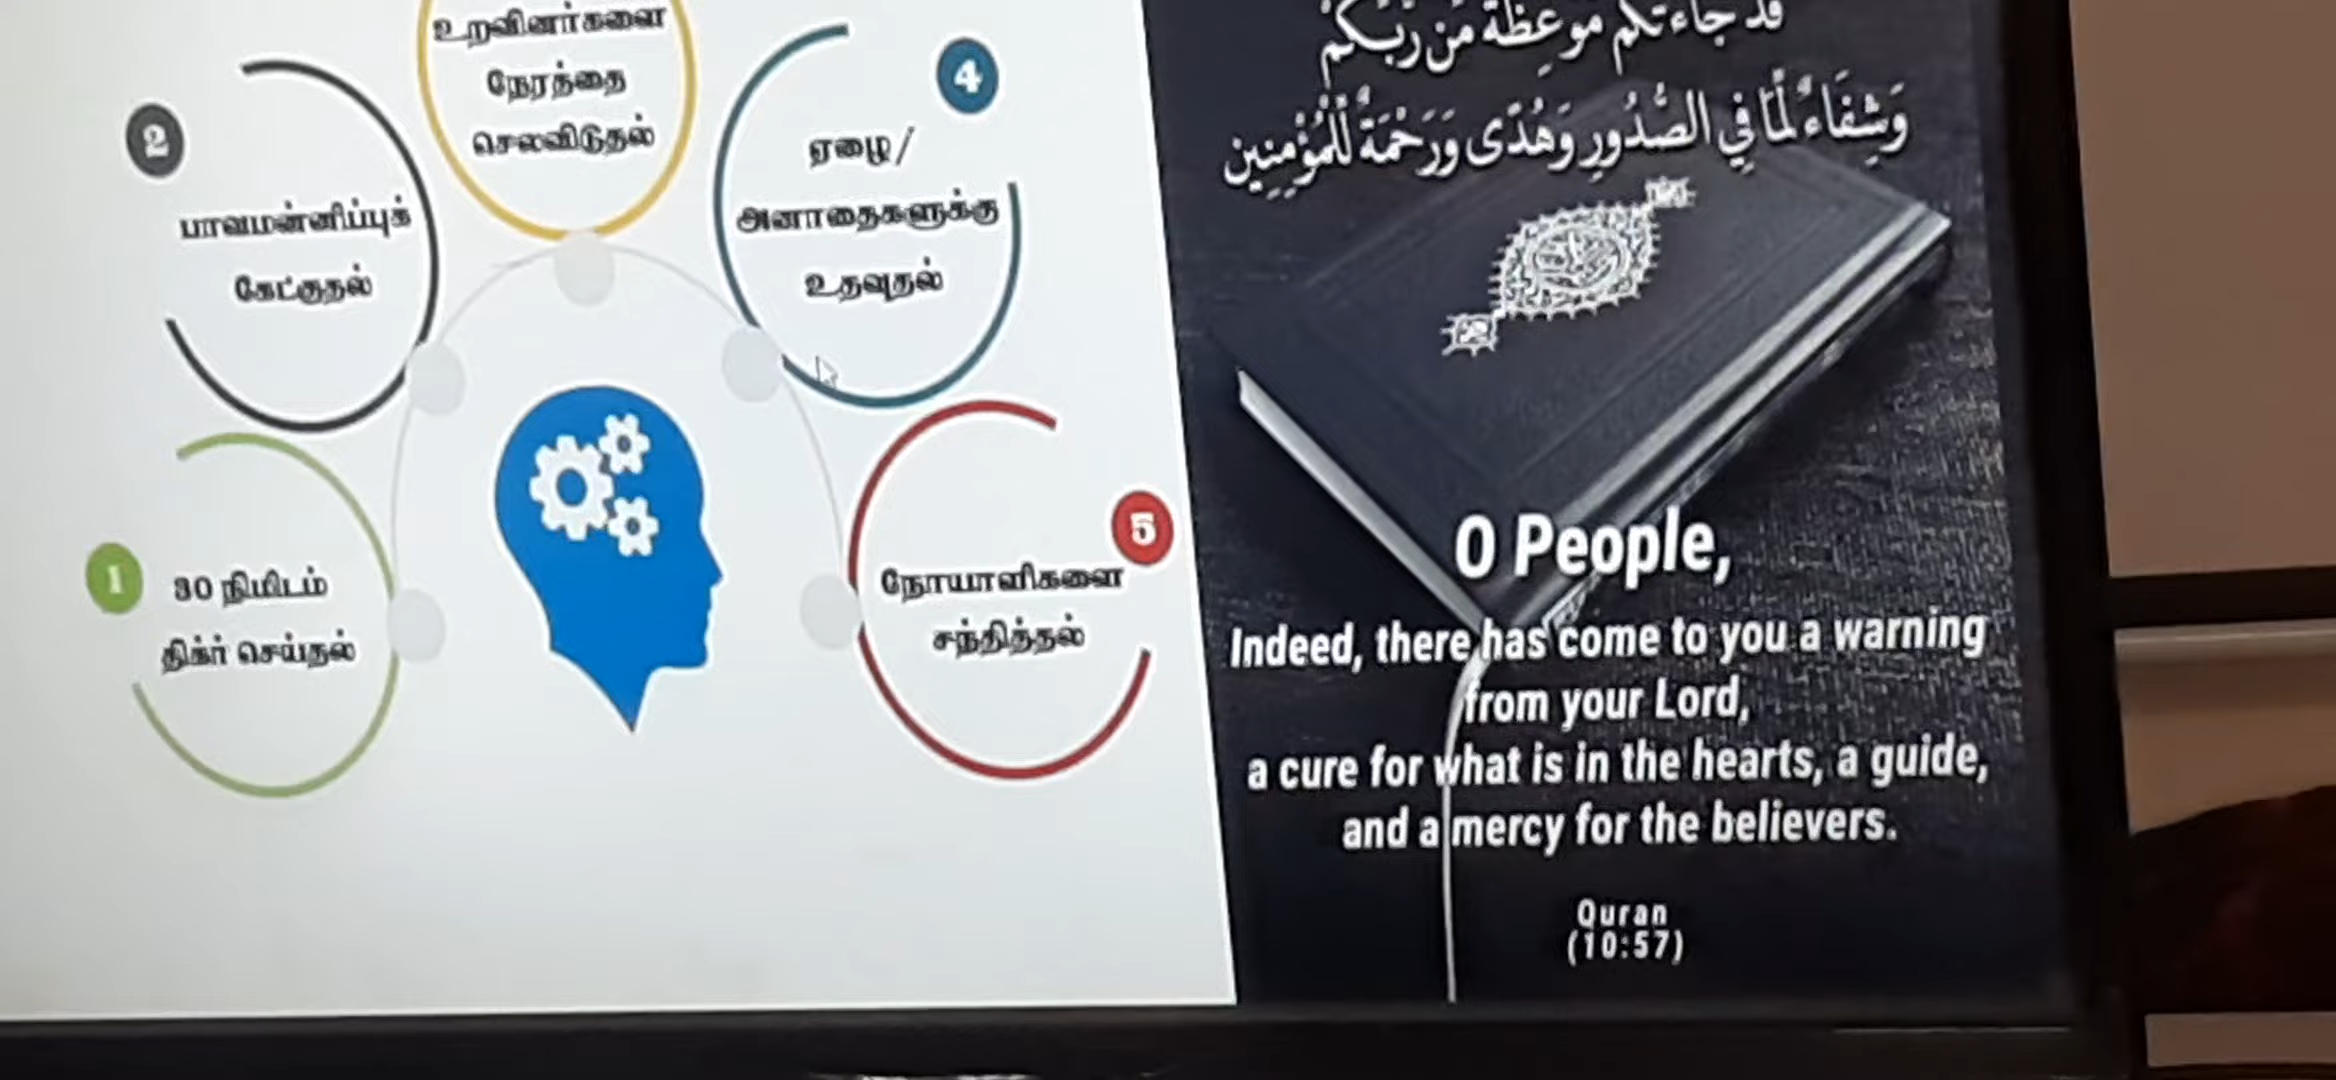 1
30 நிமிடம்
திக்ர் செய்தல்
2
பாவமன்னிப்புக்
கேட்குதல்
உறவினர்களை
நேரத்தை
செலவிடுதல்
4
ஏழை/
அனாதைகளுக்கு
உதவுதல்
5
நோயாளிகளை
சந்தித்தல்
قَدْ جَاءَتْكُمْ مَوْعِظَةٌ مِّن رَّبِّكُمْ
وَشِفَاءٌ لِّمَا فِي الصُّدُورِ وَهُدًى وَرَحْمَةٌ لِّلْمُؤْمِنِين
O People,
Indeed, there has come to you a warning
from your Lord,
a cure for what is in the hearts, a guide,
and a mercy for the believers.
Quran
(10:57)